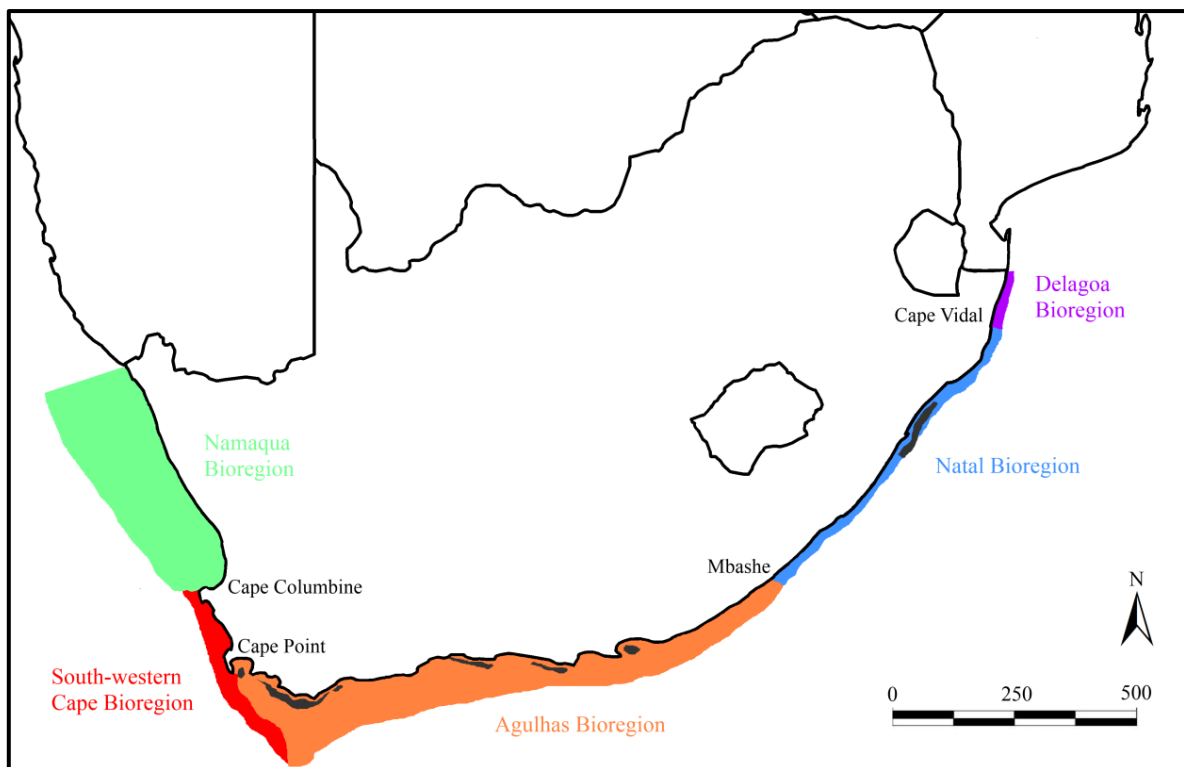 Delagoa
Bioregion
Cape Vidal
Namaqua
Bioregion
Natal Bioregion
Mbashe
Cape Columbine
Cape Point
N
South-western
Cape Bioregion
Agulhas Bioregion
0 250 500